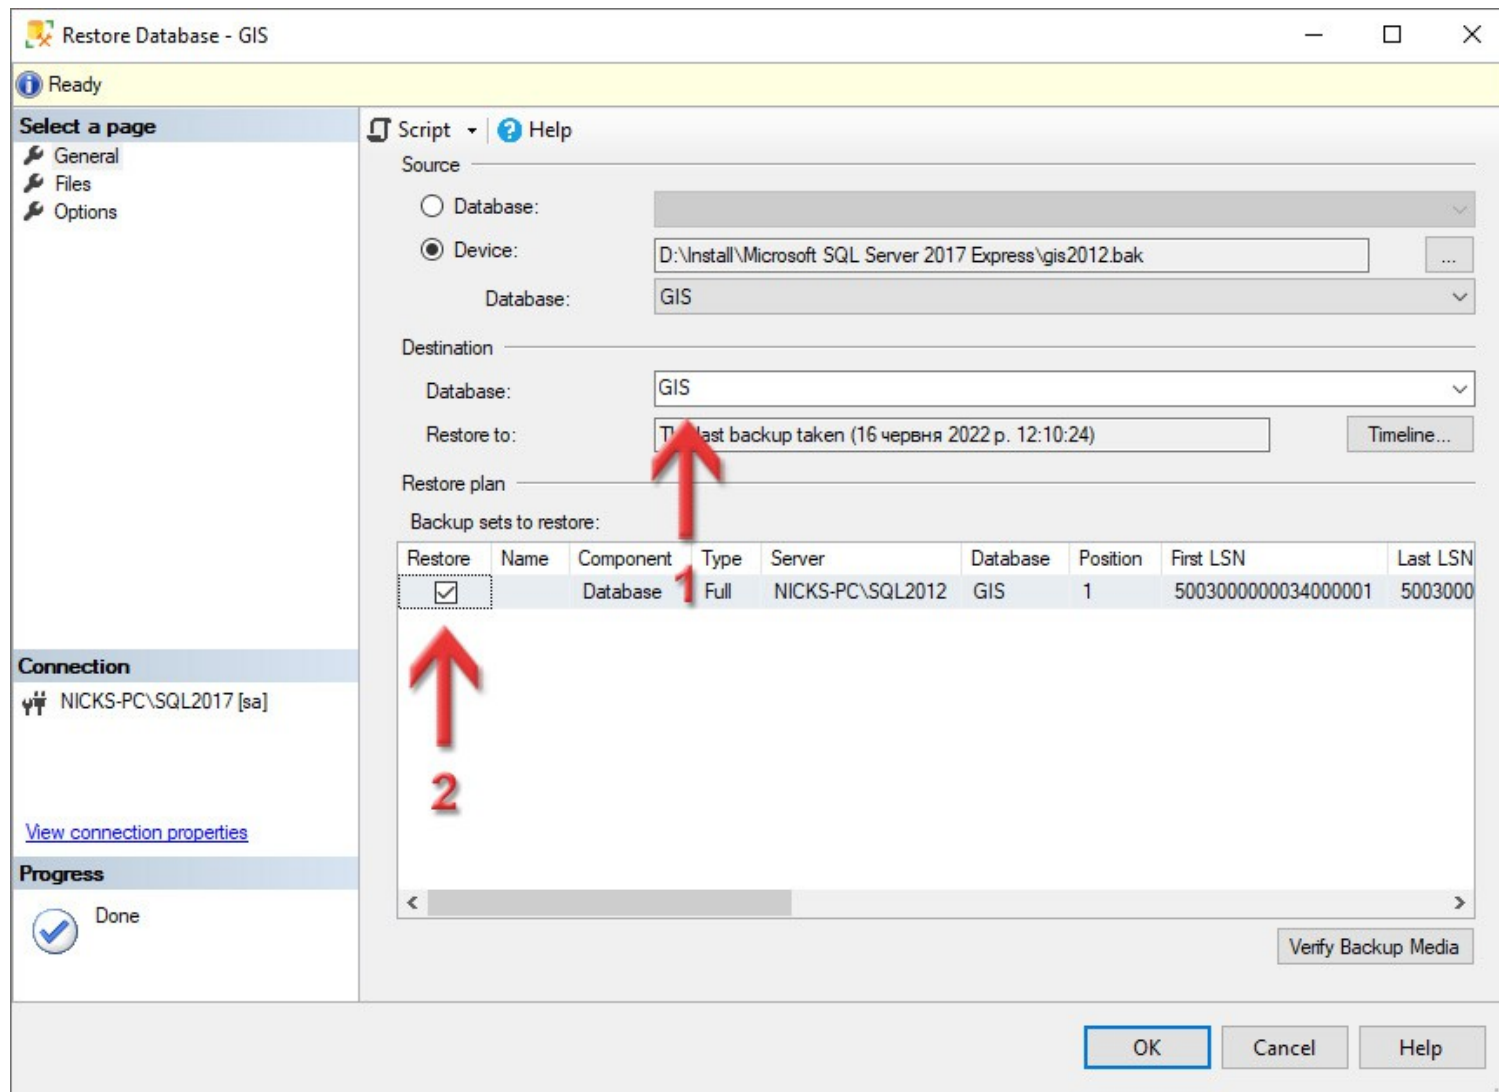 Restore Database - GIS
Ready
Select a page
General
Files
Options
Connection
NICKS-PC\SQL2017 [sa]
View connection properties
Progress
Done
Script
Help
Source
Database:
Device:
D:\Install\Microsoft SQL Server 2017 Express\gis2012.bak
...
Database:
GIS
Destination
Database:
GIS
Restore to:
The last backup taken (16 червня 2022 р. 12:10:24)
Timeline...
Restore plan
Backup sets to restore:
Restore Name Component Type Server Database Position First LSN Last LSN
Database Full NICKS-PC\SQL2012 GIS 1 5003000000034000001 5003000
1
2
Verify Backup Media
OK Cancel Help